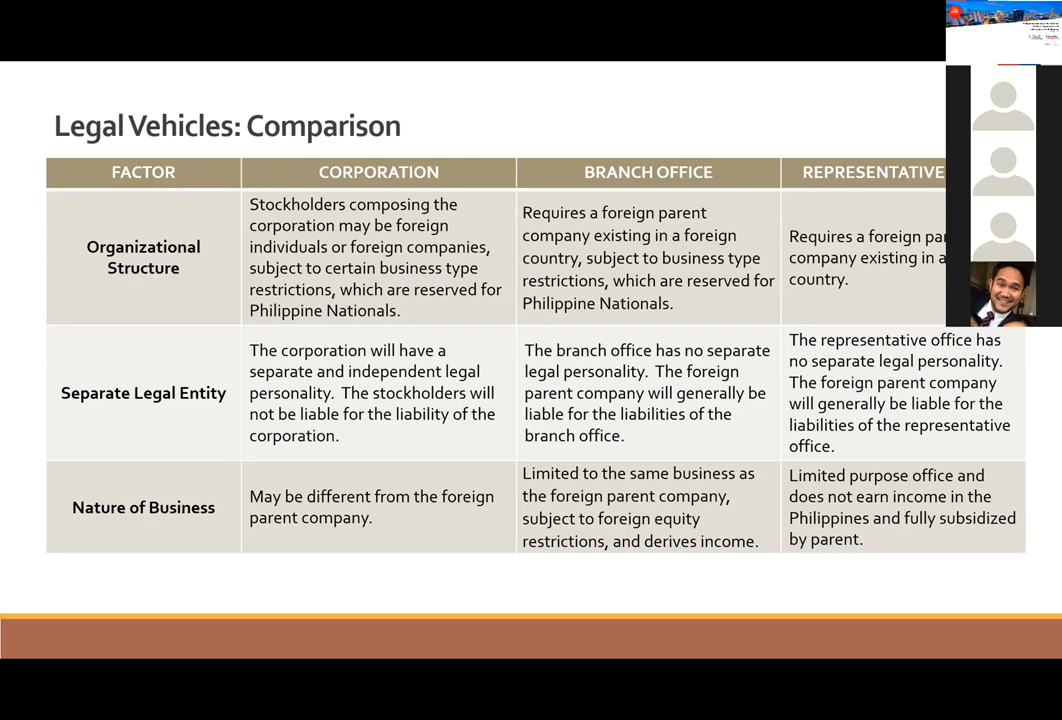 Legal Vehicles: Comparison
FACTOR
CORPORATION
BRANCH OFFICE
REPRESENTATIVE
Organizational
Structure
Stockholders composing the
corporation may be foreign
individuals or foreign companies,
subject to certain business type
restrictions, which are reserved for
Philippine Nationals.
Requires a foreign parent
company existing in a foreign
country, subject to business type
restrictions, which are reserved for
Philippine Nationals.
Requires a foreign
company existing in a
country.
Separate Legal Entity
The corporation will have a
separate and independent legal
personality. The stockholders will
not be liable for the liability of the
corporation.
The branch office has no separate
legal personality. The foreign
parent company will generally be
liable for the liabilities of the
branch office.
The representative office has
no separate legal personality.
The foreign parent company
will generally be liable for the
liabilities of the representative
office.
Nature of Business
May be different from the foreign
parent company.
Limited to the same business as
the foreign parent company,
subject to foreign equity
restrictions, and derives income.
Limited purpose office and
does not earn income in the
Philippines and fully subsidized
by parent.